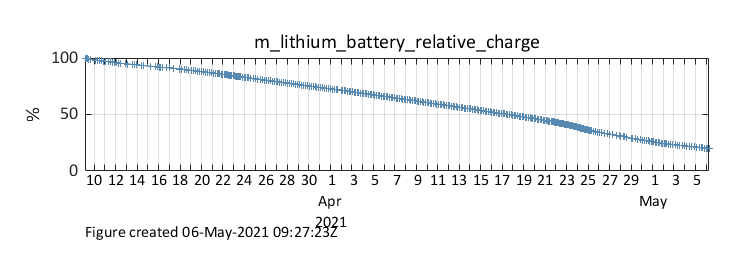 m_lithium_battery_relative_charge
100
50
0
%
10 12 14 16 18 20 22 24 26 28 30 1 3 5 7 9 11 13 15 17 19 21 23 25 27 29 1 3 5
Apr May
2021
Figure created 06-May-2021 09:27:23Z